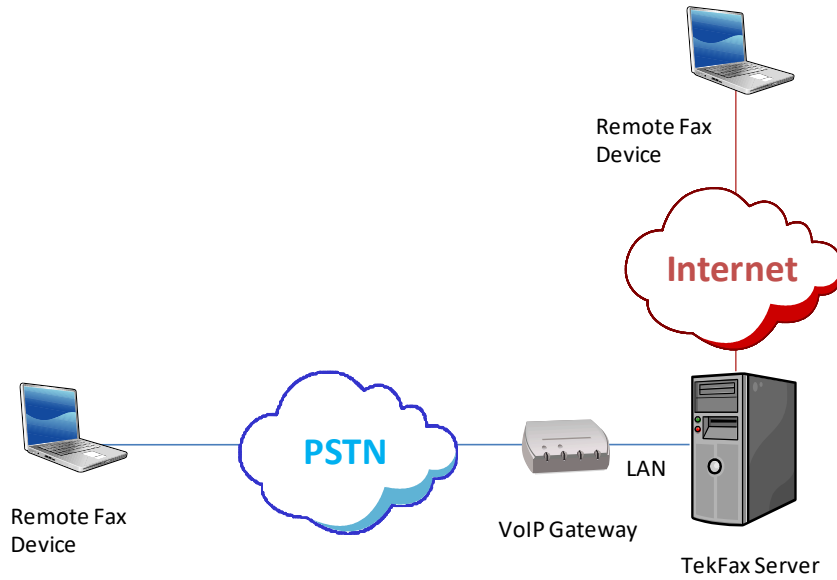 Remote Fax
Device
Internet
PSTN
LAN
Remote Fax
Device
VoIP Gateway
TekFax Server